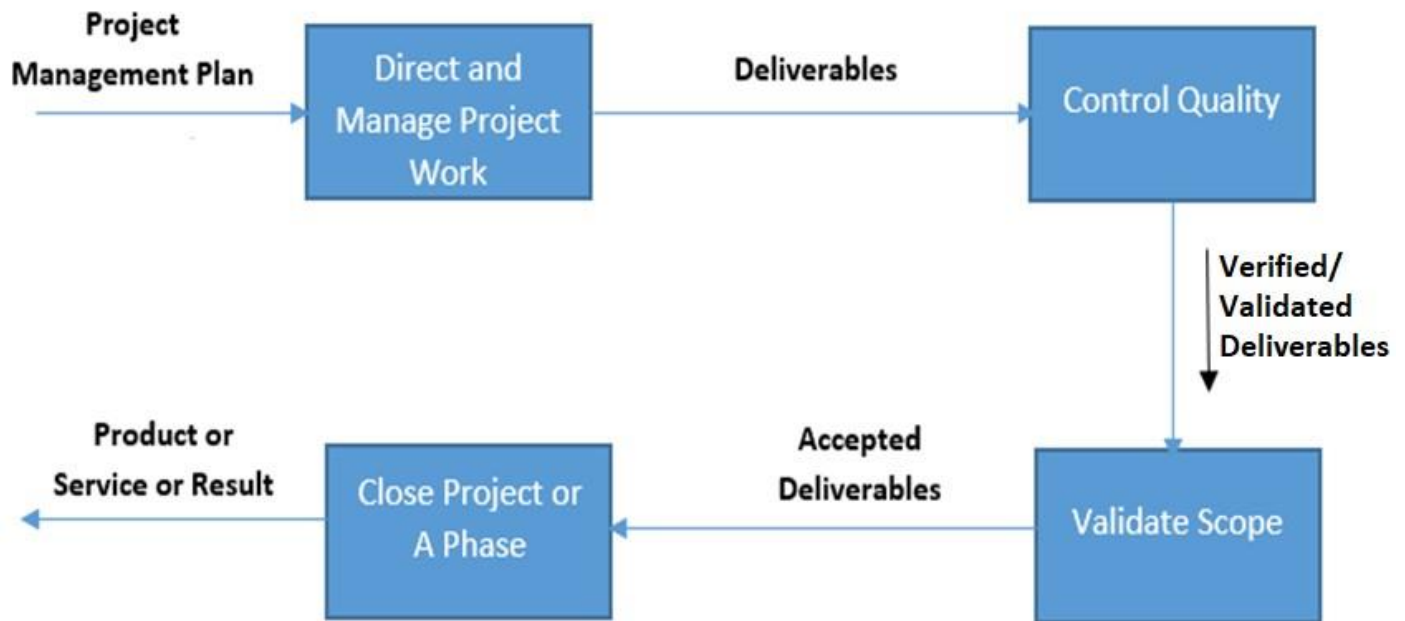 Project
Management Plan
Direct and
Manage Project
Work
Deliverables
Control Quality
Verified/
Validated
Deliverables
Validate Scope
Accepted
Deliverables
Close Project or
A Phase
Product or
Service or Result